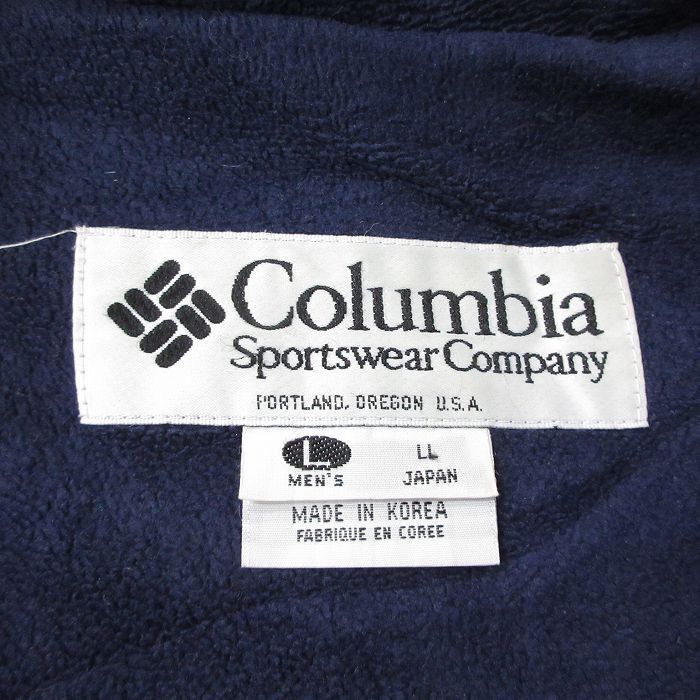 Columbia
Sportswear Company
PORTLAND, OREGON U.S.A.
L LL
MEN'S JAPAN
MADE IN KOREA
FABRIQUE EN COREE